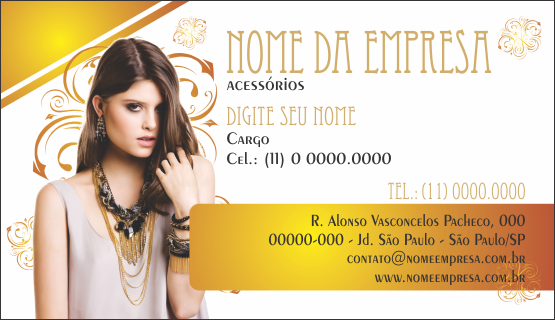 NOME DA EMPRESA
ACESSÓRIOS
DIGITE SEU NOME
Cargo
Cel.: (11) 0 0000.0000
TEL.: (11) 0000.0000
R. Alonso Vasconcelos Pacheco, 000
00000-000 - Jd. São Paulo - São Paulo/SP
contato@nomeempresa.com.br
www.nomeempresa.com.br